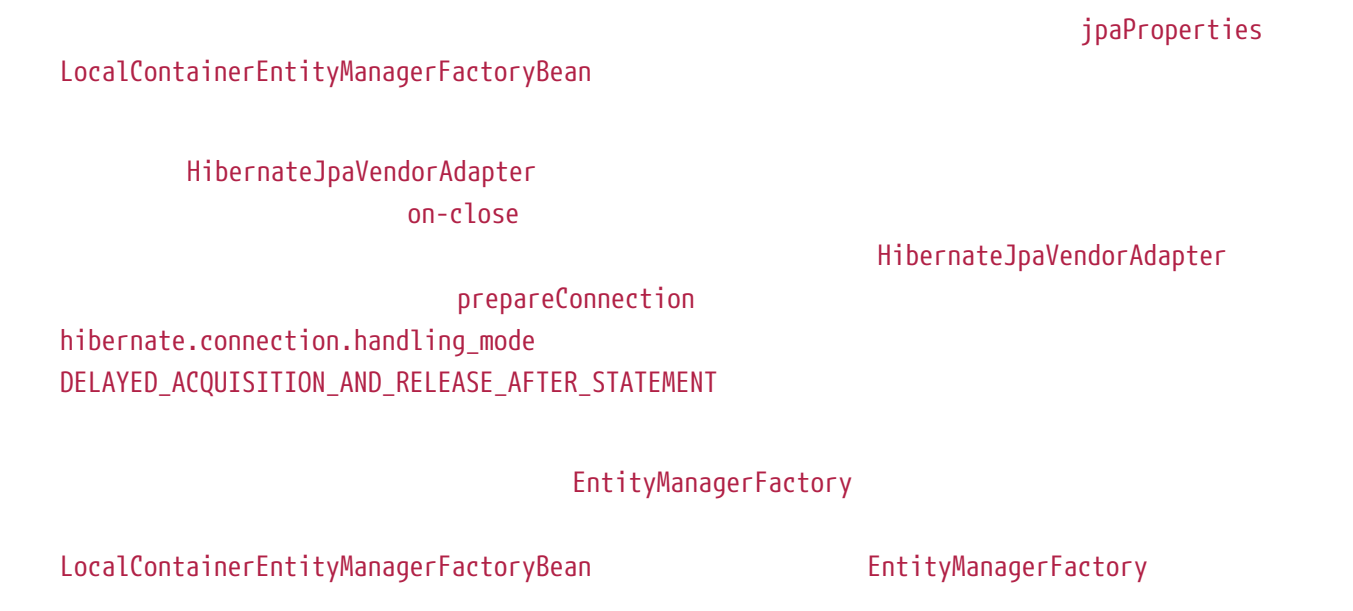 jpaProperties
LocalContainerEntityManagerFactoryBean
HibernateJpaVendorAdapter
on-close
HibernateJpaVendorAdapter
prepareConnection
hibernate.connection.handling_mode
DELAYED_ACQUISITION_AND_RELEASE_AFTER_STATEMENT
EntityManagerFactory
LocalContainerEntityManagerFactoryBean EntityManagerFactory